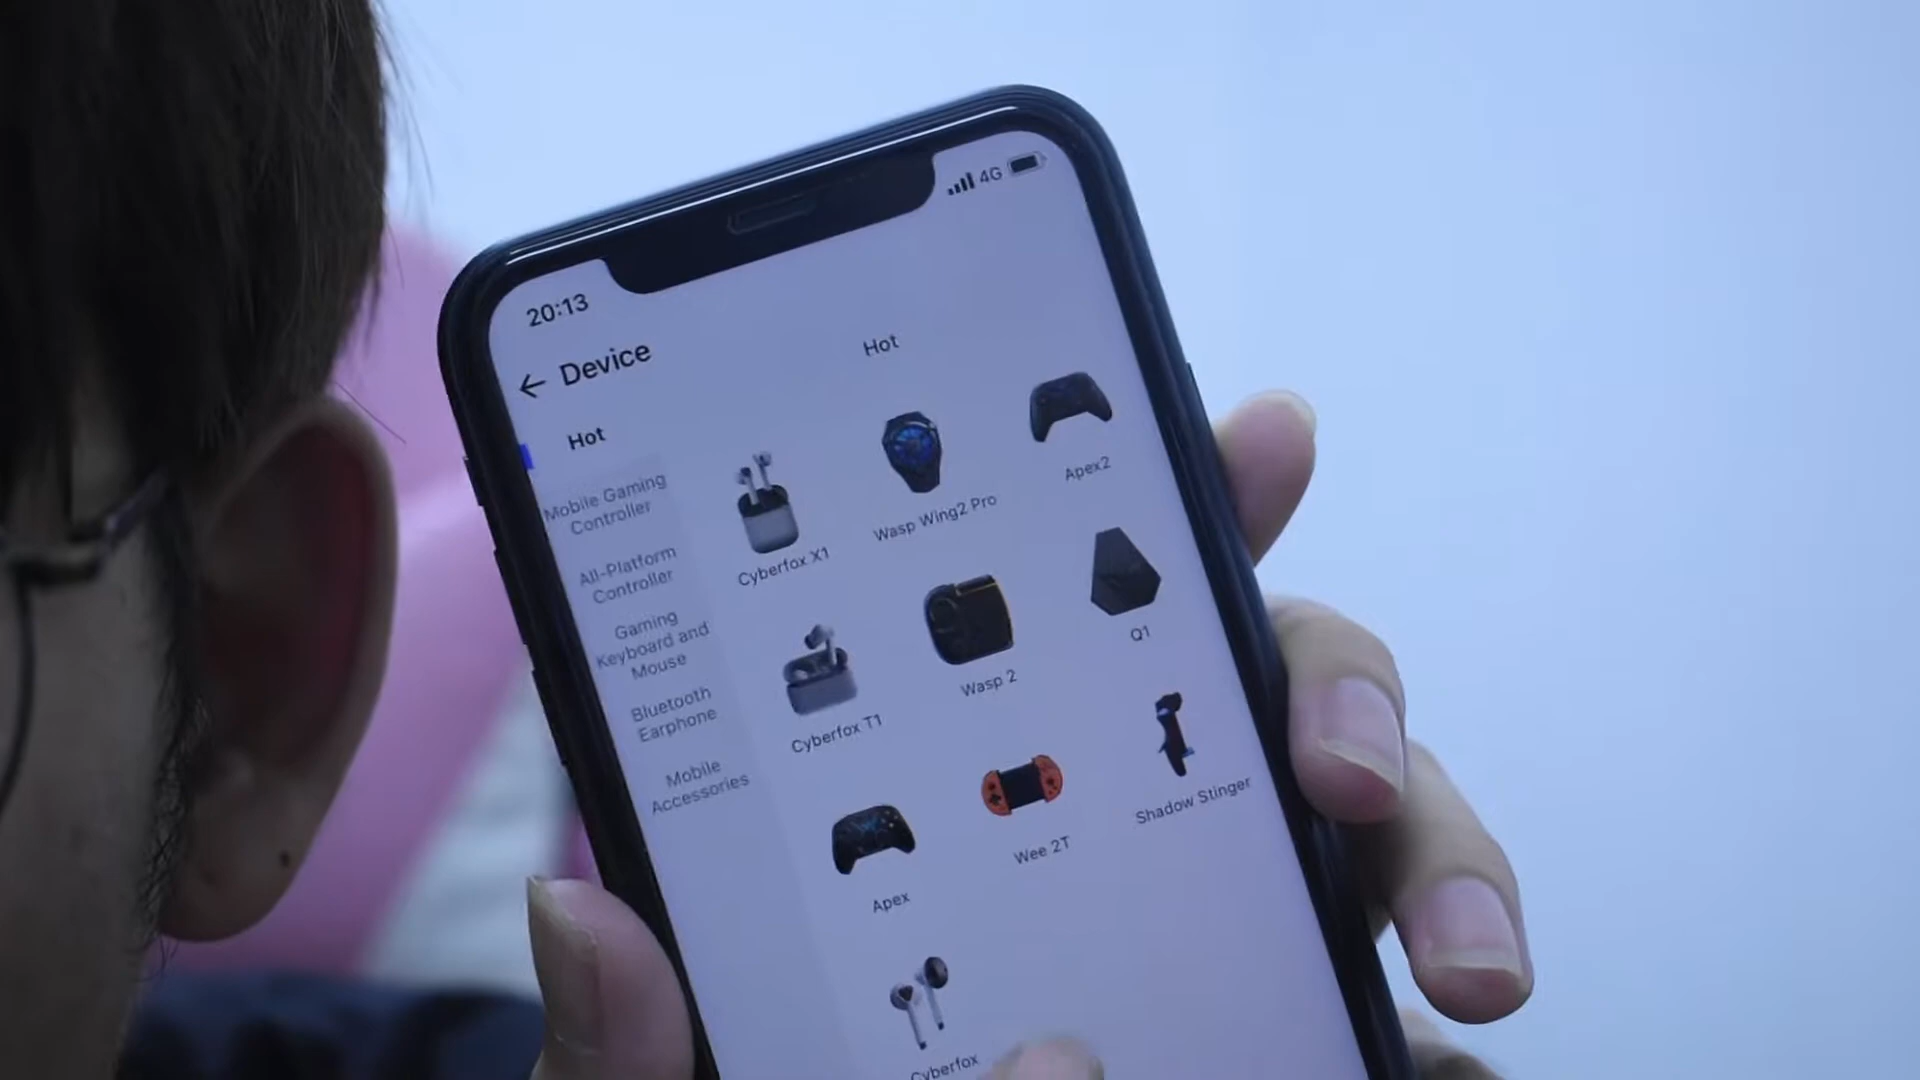 4G
20:13
Device
Hot
Hot
Mobile Gaming
Controller
All-Platform
Controller
Gaming
Keyboard and
Mouse
Bluetooth
Earphone
Mobile
Accessories
Cyberfox X1
Wasp Wing2 Pro
Apex2
Cyberfox T1
Wasp 2
Q1
Apex
Wee 2T
Shadow Stinger
Cyberfox